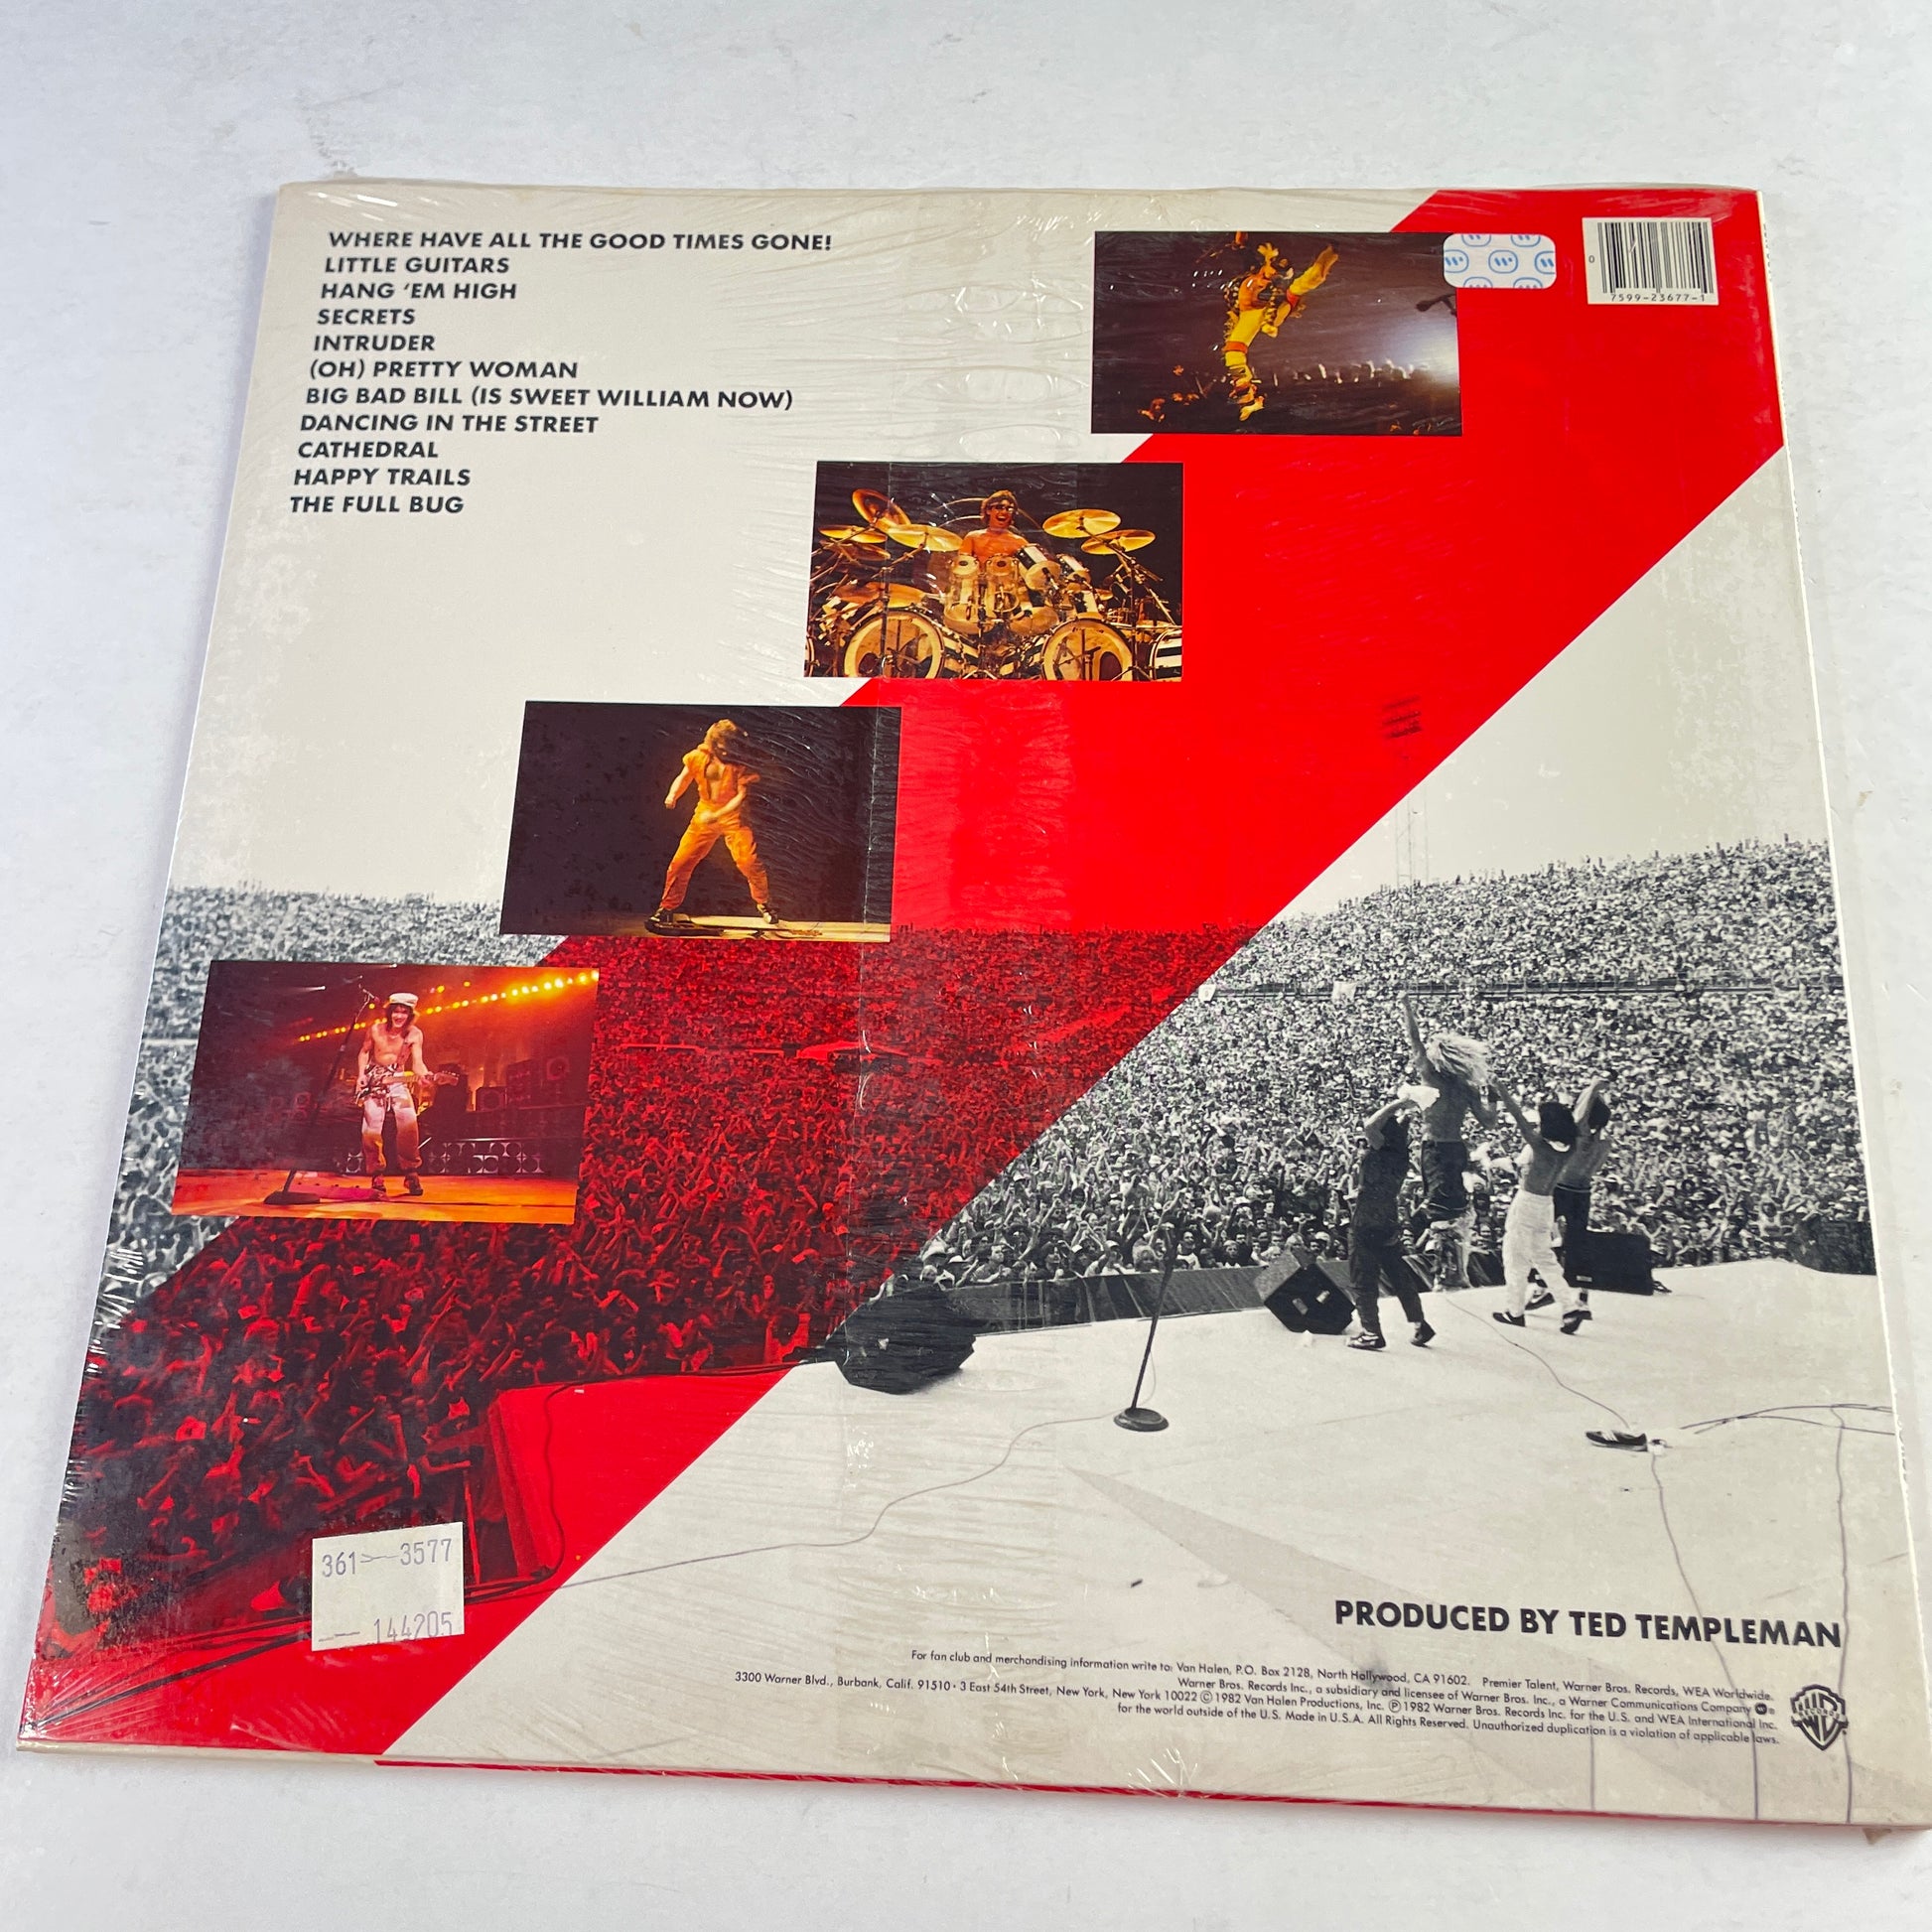 WHERE HAVE ALL THE GOOD TIMES GONE!
LITTLE GUITARS
HANG 'EM HIGH
SECRETS
INTRUDER
(OH) PRETTY WOMAN
BIG BAD BILL (IS SWEET WILLIAM NOW)
DANCING IN THE STREET
CATHEDRAL
HAPPY TRAILS
THE FULL BUG
0
7599-23677-1
361>—3577
—144205
PRODUCED BY TED TEMPLEMAN
For fan club and merchandising information write to: Van Halen, P.O. Box 2128, North Hollywood, CA 91602. Premier Talent, Warner Bros. Records, WEA Worldwide.
Warner Bros. Records Inc., a subsidiary and licensee of Warner Bros. Inc., a Warner Communications Company
3300 Warner Blvd., Burbank, Calif. 91510 • 3 East 54th Street, New York, New York 10022 © 1982 Van Halen Productions, Inc. ℗ 1982 Warner Bros. Records Inc. for the U.S. and WEA International Inc.
for the world outside of the U.S. Made in U.S.A. All Rights Reserved. Unauthorized duplication is a violation of applicable laws.
WB
RECORDS